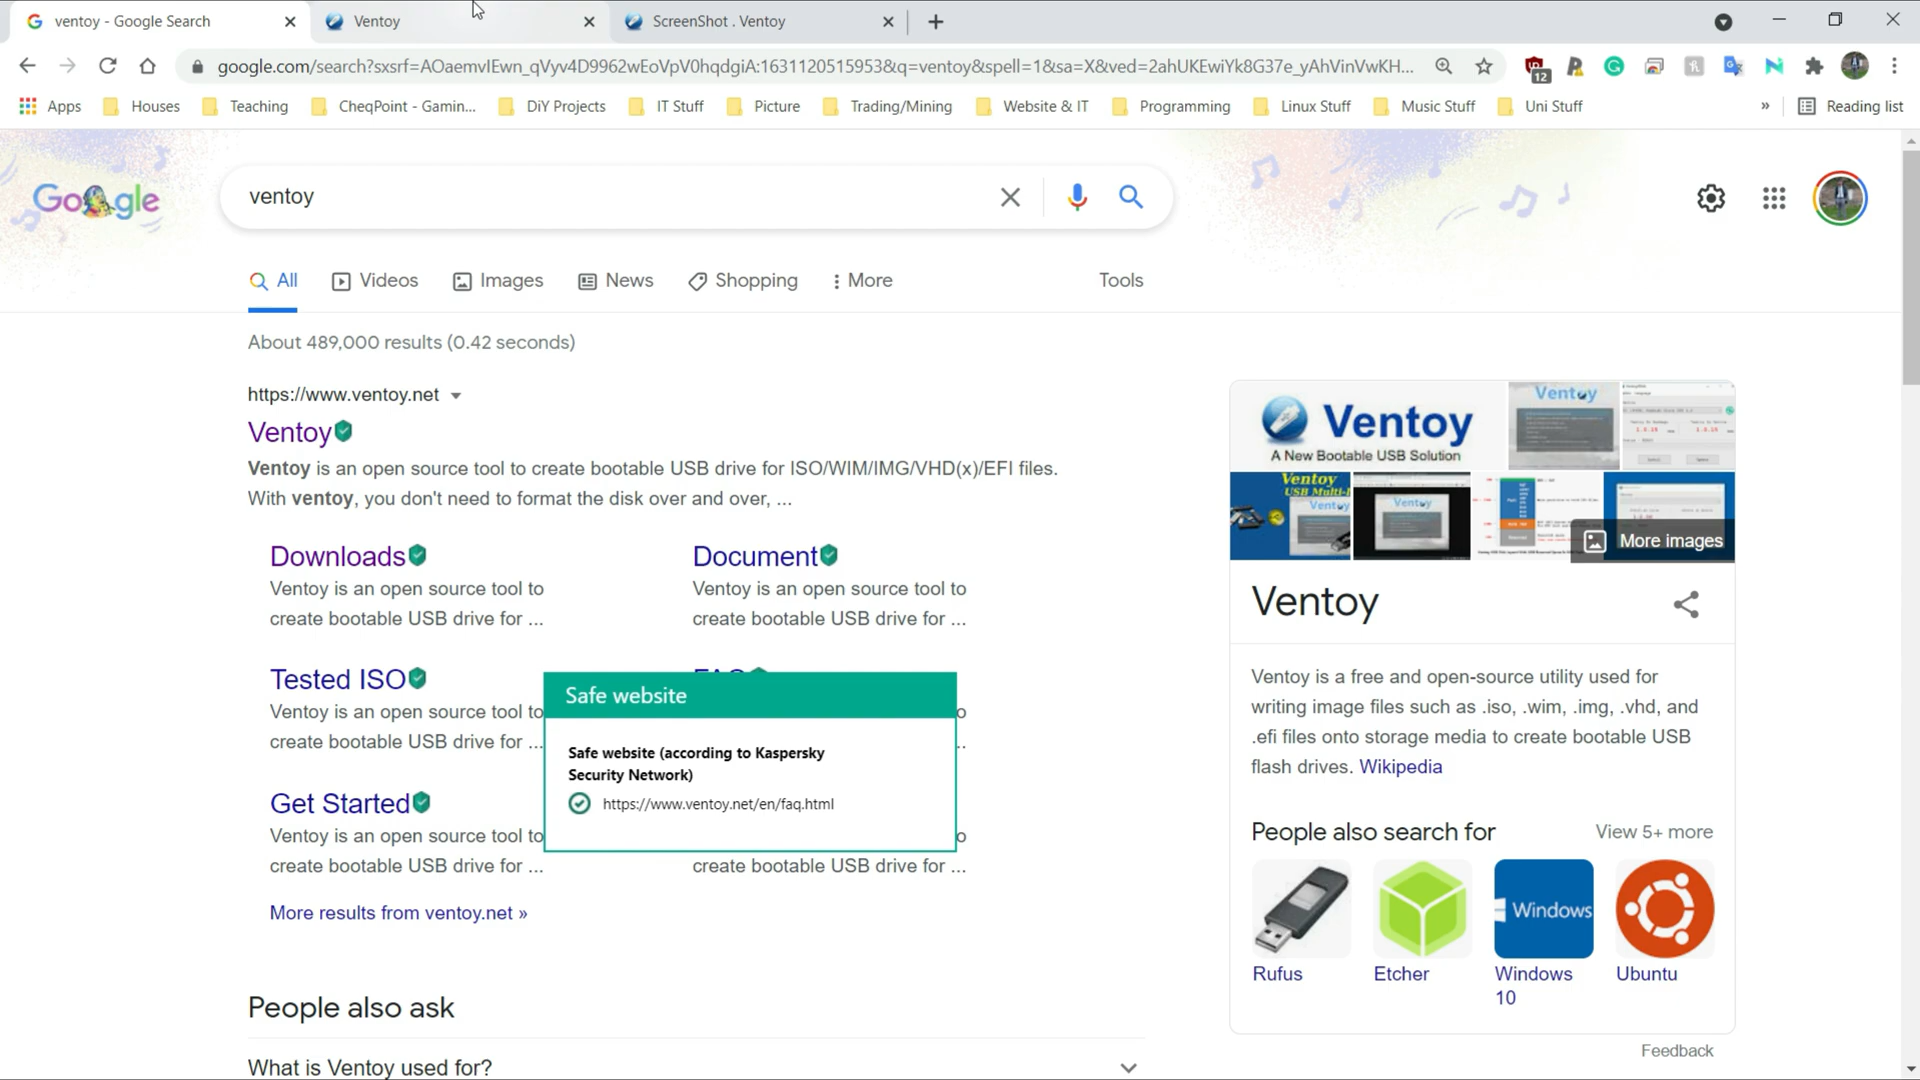 ventoy - Google Search
Ventoy
ScreenShot . Ventoy
google.com/search?sxsrf=AOaemvIEwn_qVyv4D9962wEoVpV0hqdgiA:1631120515953&q=ventoy&spell=1&sa=X&ved=2ahUKEwiYk8G37e_yAhVinVwKH...
12
Apps
Houses
Teaching
CheqPoint - Gamin...
DiY Projects
IT Stuff
Picture
Trading/Mining
Website & IT
Programming
Linux Stuff
Music Stuff
Uni Stuff
»
Reading list
Google
ventoy
All
Videos
Images
News
Shopping
More
Tools
About 489,000 results (0.42 seconds)
https://www.ventoy.net
Ventoy
Ventoy is an open source tool to create bootable USB drive for ISO/WIM/IMG/VHD(x)/EFI files.
With ventoy, you don't need to format the disk over and over, ...
Downloads
Ventoy is an open source tool to
create bootable USB drive for ...
Document
Ventoy is an open source tool to
create bootable USB drive for ...
Tested ISO
Ventoy is an open source tool to
create bootable USB drive for ...
Safe website
Safe website (according to Kaspersky
Security Network)
https://www.ventoy.net/en/faq.html
Get Started
Ventoy is an open source tool to
create bootable USB drive for ...
create bootable USB drive for ...
More results from ventoy.net »
People also ask
What is Ventoy used for?
Ventoy
A New Bootable USB Solution
Ventoy
Ventoy
Ventoy
Ventoy
More images
Ventoy
Ventoy is a free and open-source utility used for
writing image files such as .iso, .wim, .img, .vhd, and
.efi files onto storage media to create bootable USB
flash drives. Wikipedia
People also search for
View 5+ more
Windows
Rufus
Etcher
Windows
10
Ubuntu
Feedback